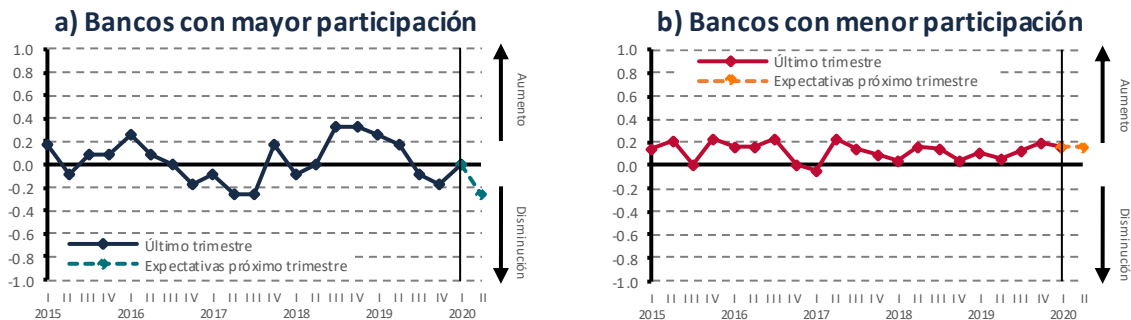 a) Bancos con mayor participación
1.0
0.8
0.6
0.4
0.2
0.0
-0.2
-0.4
-0.6
-0.8
-1.0
Último trimestre
Expectativas próximo trimestre
Aumento
Disminución
I II III IV I II III IV I II III IV I II III IV I II III IV I II
2015 2016 2017 2018 2019 2020
b) Bancos con menor participación
1.0
0.8
0.6
0.4
0.2
0.0
-0.2
-0.4
-0.6
-0.8
-1.0
Último trimestre
Expectativas próximo trimestre
Aumento
Disminución
I II III IV I II III IV I II III IV I II III IV I II III IV I II
2015 2016 2017 2018 2019 2020